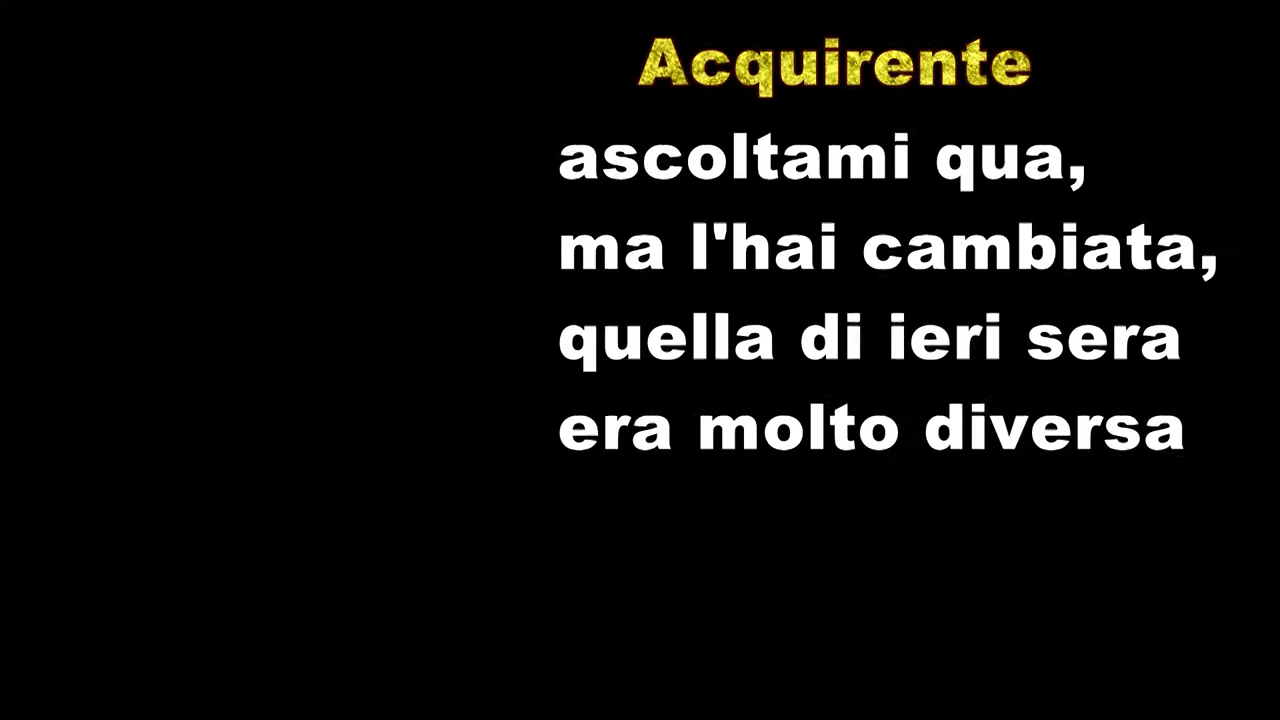 Acquirente
ascoltami qua,
ma l'hai cambiata,
quella di ieri sera
era molto diversa